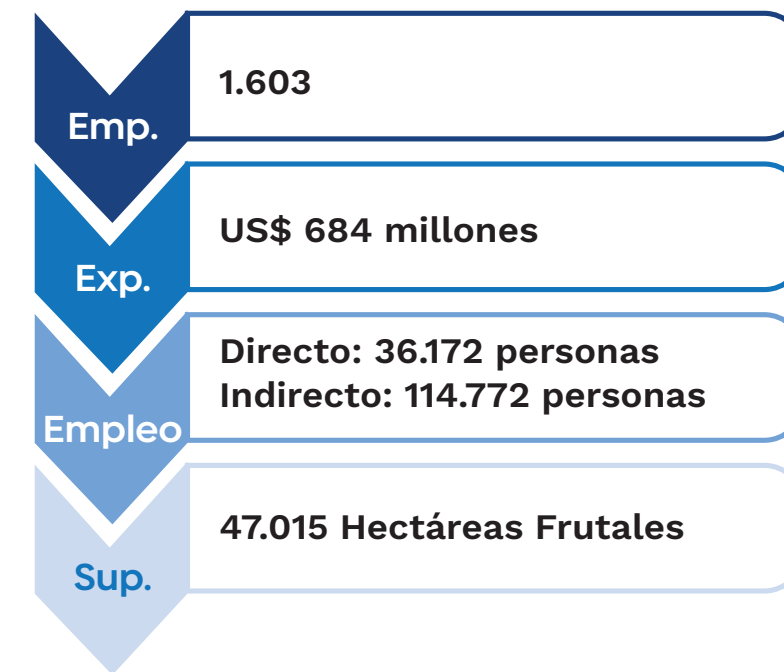 Emp.
1.603
Exp.
US$ 684 millones
Empleo
Directo: 36.172 personas
Indirecto: 114.772 personas
Sup.
47.015 Hectáreas Frutales